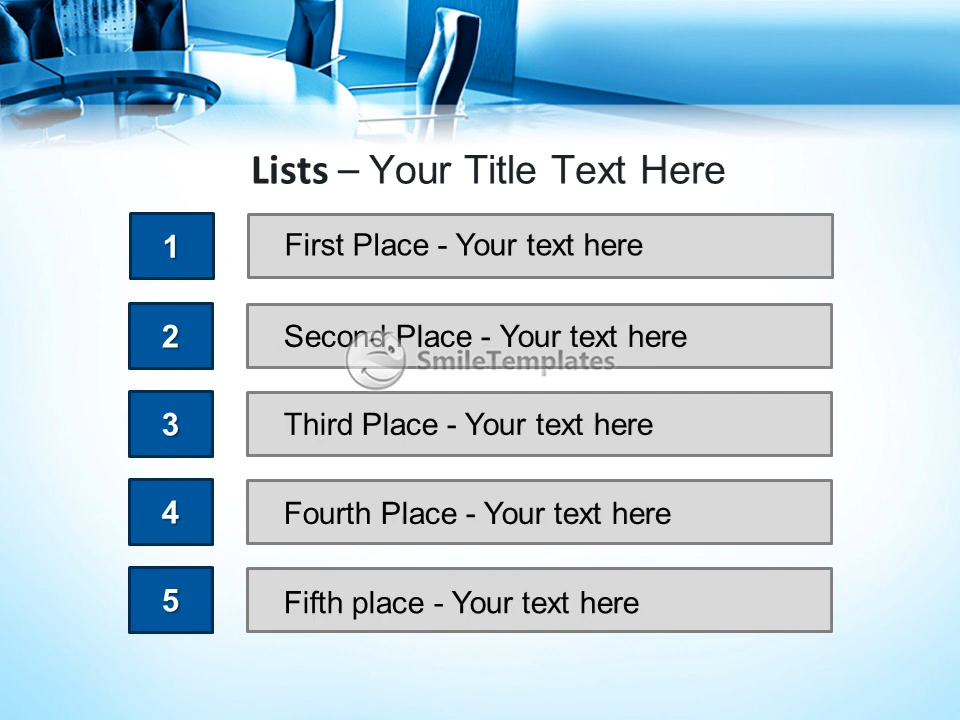 Lists – Your Title Text Here
1 First Place - Your text here
2 Second Place - Your text here
SmileTemplates
3 Third Place - Your text here
4 Fourth Place - Your text here
5 Fifth place - Your text here